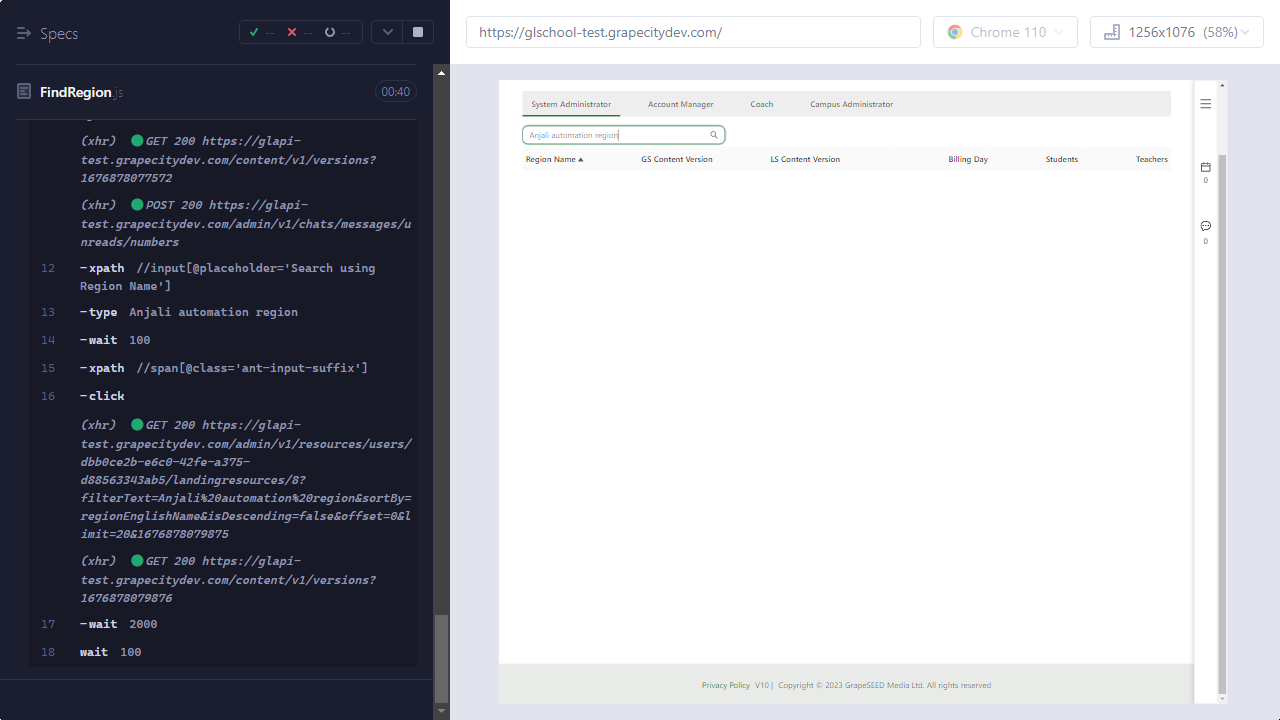 Specs
-- -- --
https://glschool-test.grapecitydev.com/
Chrome 110
1256x1076 (58%)
FindRegion.js
00:40
(xhr) GET 200 https://glapi-
test.grapecitydev.com/content/v1/versions?
1676878077572
(xhr) POST 200 https://glapi-
test.grapecitydev.com/admin/v1/chats/messages/u
nreads/numbers
12 -xpath //input[@placeholder='Search using
Region Name']
13 -type Anjali automation region
14 -wait 100
15 -xpath //span[@class='ant-input-suffix']
16 -click
(xhr) GET 200 https://glapi-
test.grapecitydev.com/admin/v1/resources/users/
dbb0ce2b-e6c0-42fe-a375-
d88563343ab5/landingresources/8?
filterText=Anjali%20automation%20region&sortBy=
regionEnglishName&isDescending=false&offset=0&l
imit=20&1676878079875
(xhr) GET 200 https://glapi-
test.grapecitydev.com/content/v1/versions?
1676878079876
17 -wait 2000
18 wait 100
System Administrator Account Manager Coach Campus Administrator
Anjali automation region
Region Name GS Content Version LS Content Version Billing Day Students Teachers
0
0
Privacy Policy V10 | Copyright © 2023 GrapeSEED Media Ltd. All rights reserved